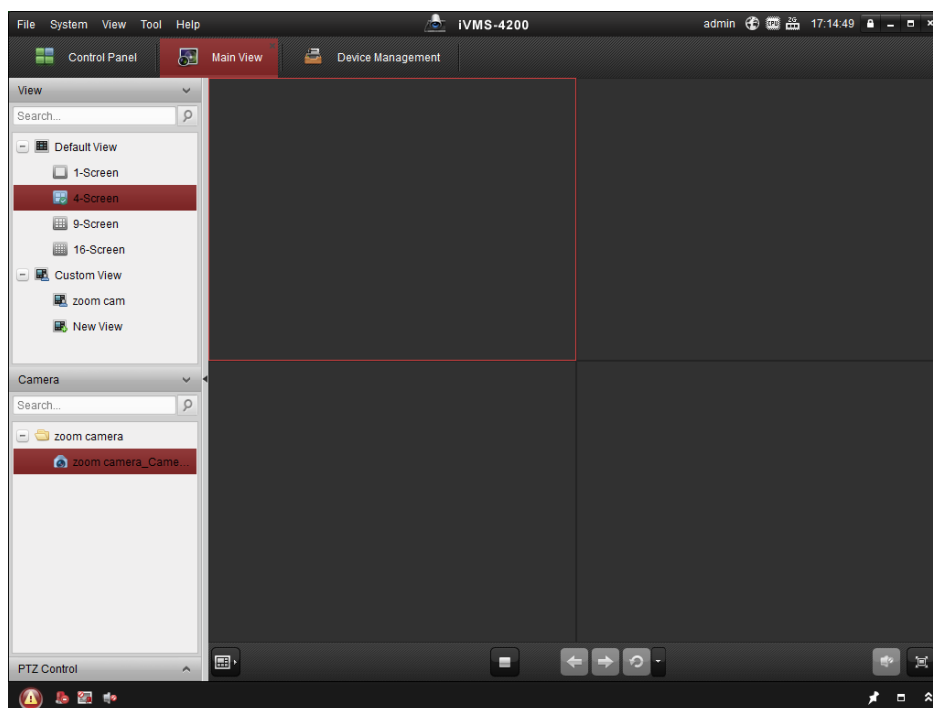 File System View Tool Help iVMS-4200 admin CPU 2G 17:14:49
Control Panel Main View Device Management
View
Search...
Default View
1-Screen
4-Screen
9-Screen
16-Screen
Custom View
zoom cam
New View
Camera
Search...
zoom camera
zoom camera_Came...
PTZ Control